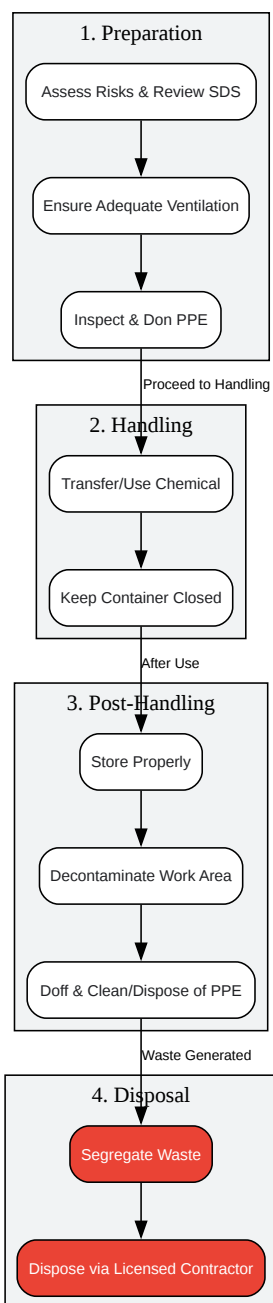 1. Preparation
Assess Risks & Review SDS
Ensure Adequate Ventilation
Inspect & Don PPE
Proceed to Handling
2. Handling
Transfer/Use Chemical
Keep Container Closed
After Use
3. Post-Handling
Store Properly
Decontaminate Work Area
Doff & Clean/Dispose of PPE
Waste Generated
4. Disposal
Segregate Waste
Dispose via Licensed Contractor